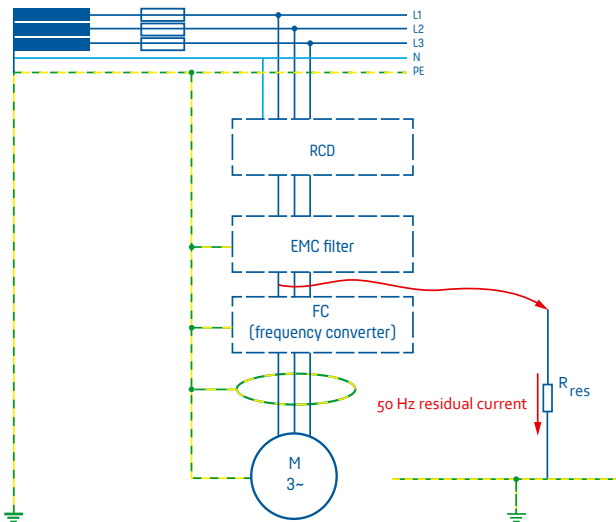 L1
L2
L3
N
PE
RCD
EMC filter
FC
(frequency converter)
R
res
50 Hz residual current
M
3~